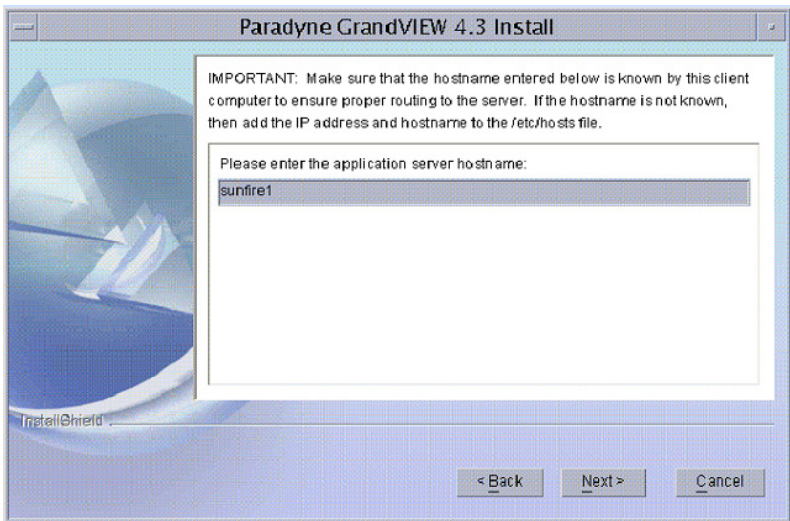 Paradyne GrandVIEW 4.3 Install
IMPORTANT: Make sure that the hostname entered below is known by this client
computer to ensure proper routing to the server. If the hostname is not known,
then add the IP address and hostname to the /etc/hosts file.
Please enter the application server hostname:
sunfire1
InstallShield
< Back
Next >
Cancel